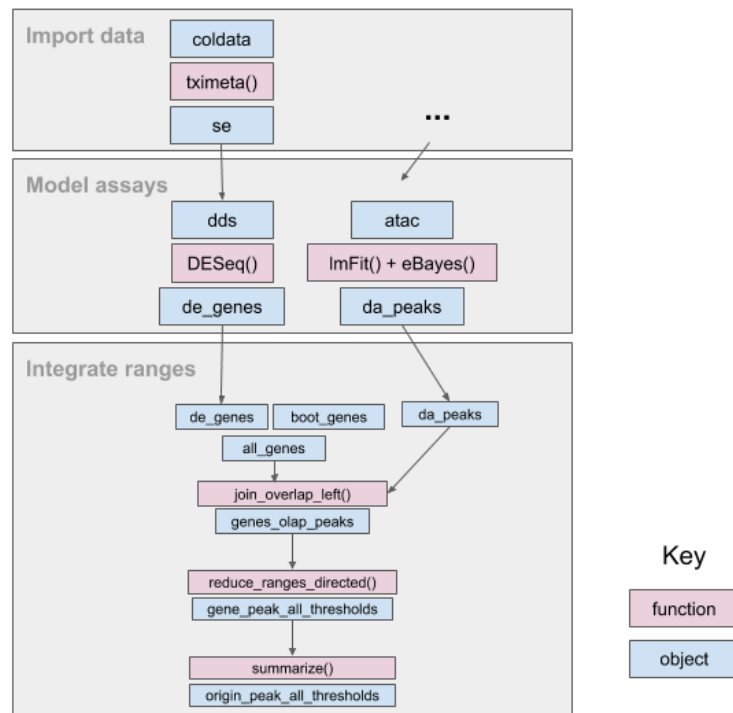 Import data
coldata
tximeta()
se
...
Model assays
dds
atac
DESeq()
lmFit() + eBayes()
de_genes
da_peaks
Integrate ranges
de_genes
boot_genes
da_peaks
all_genes
join_overlap_left()
genes_olap_peaks
reduce_ranges_directed()
gene_peak_all_thresholds
summarize()
origin_peak_all_thresholds
Key
function
object